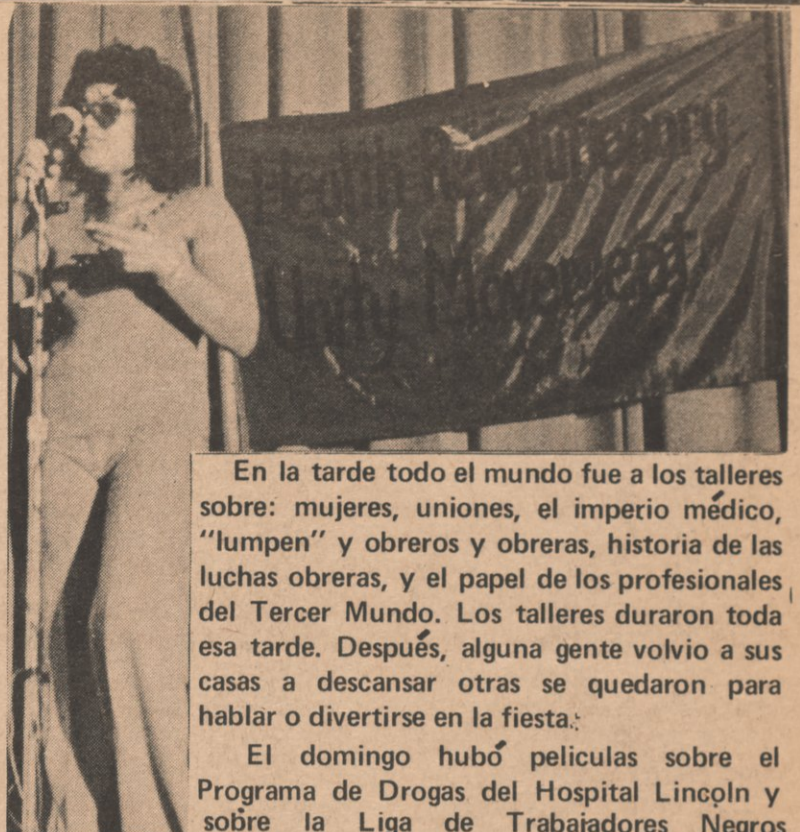 Health Revolutionary
Unity Movement
En la tarde todo el mundo fue a los talleres
sobre: mujeres, uniones, el imperio médico,
"lumpen" y obreros y obreras, historia de las
luchas obreras, y el papel de los profesionales
del Tercer Mundo. Los talleres duraron toda
esa tarde. Después, alguna gente volvio a sus
casas a descansar otras se quedaron para
hablar o divertirse en la fiesta.
El domingo hubó peliculas sobre el
Programa de Drogas del Hospital Lincoln y
sobre la Liga de Trabajadores Negros